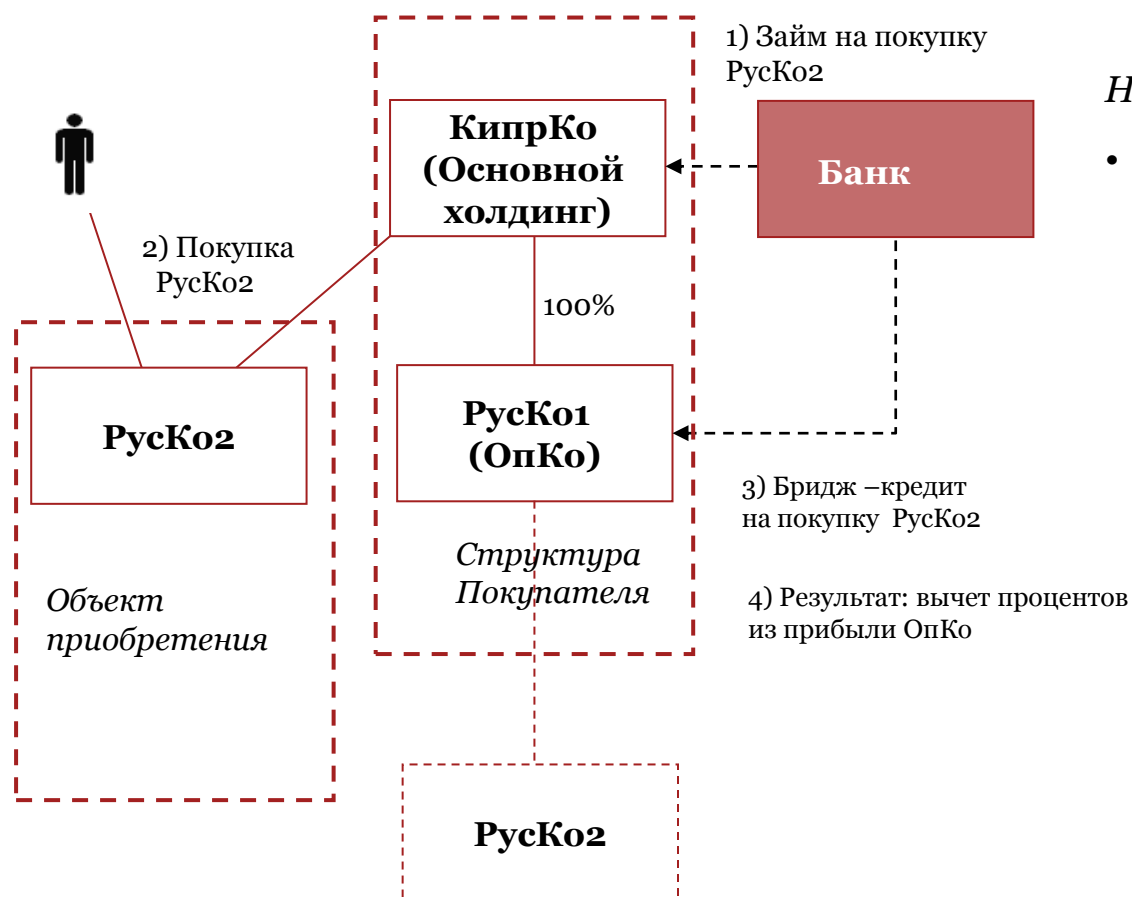 1) Займ на покупку
РусКо2
Н
•
КипрКо
(Основной
холдинг)
Банк
2) Покупка
РусКо2
100%
РусКо2
РусКо1
(ОпКо)
3) Бридж –кредит
на покупку РусКо2
Структура
Покупателя
Объект
приобретения
4) Результат: вычет процентов
из прибыли ОпКо
РусКо2